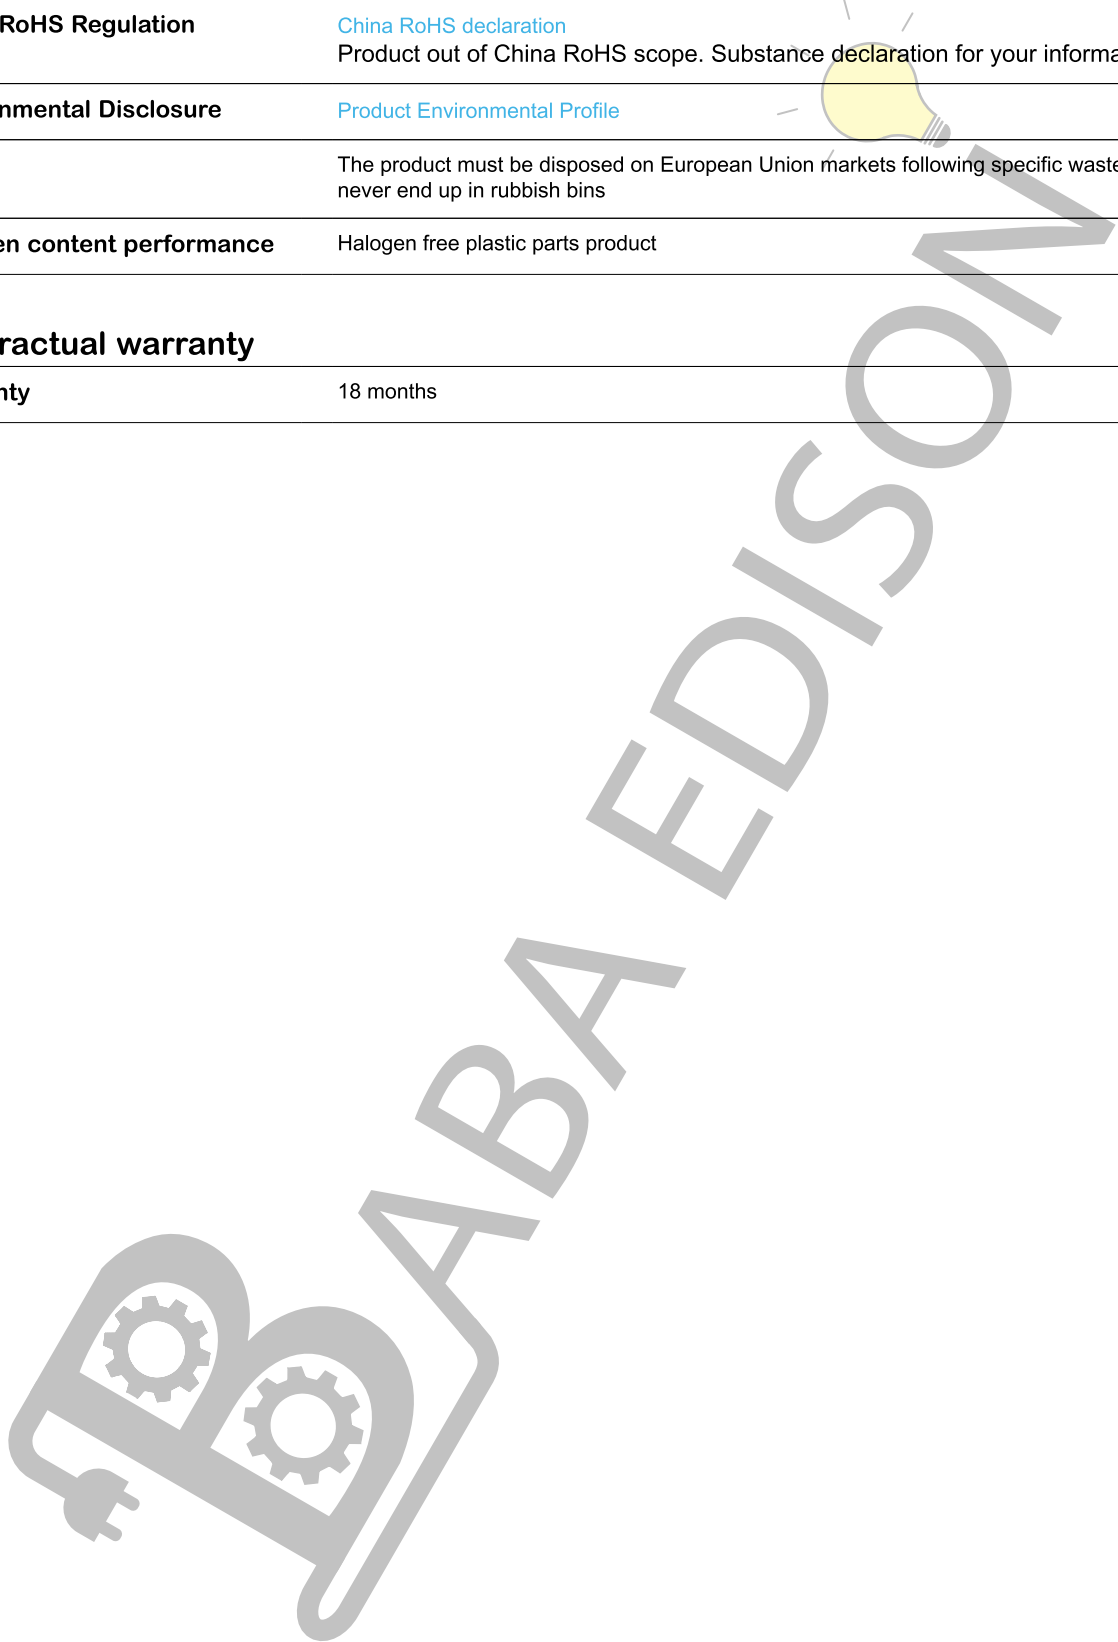 RoHS Regulation
China RoHS declaration
Product out of China RoHS scope. Substance declaration for your informa
nmental Disclosure
Product Environmental Profile
The product must be disposed on European Union markets following specific waste
never end up in rubbish bins
en content performance
Halogen free plastic parts product
ractual warranty
nty
18 months
BABA EDISON